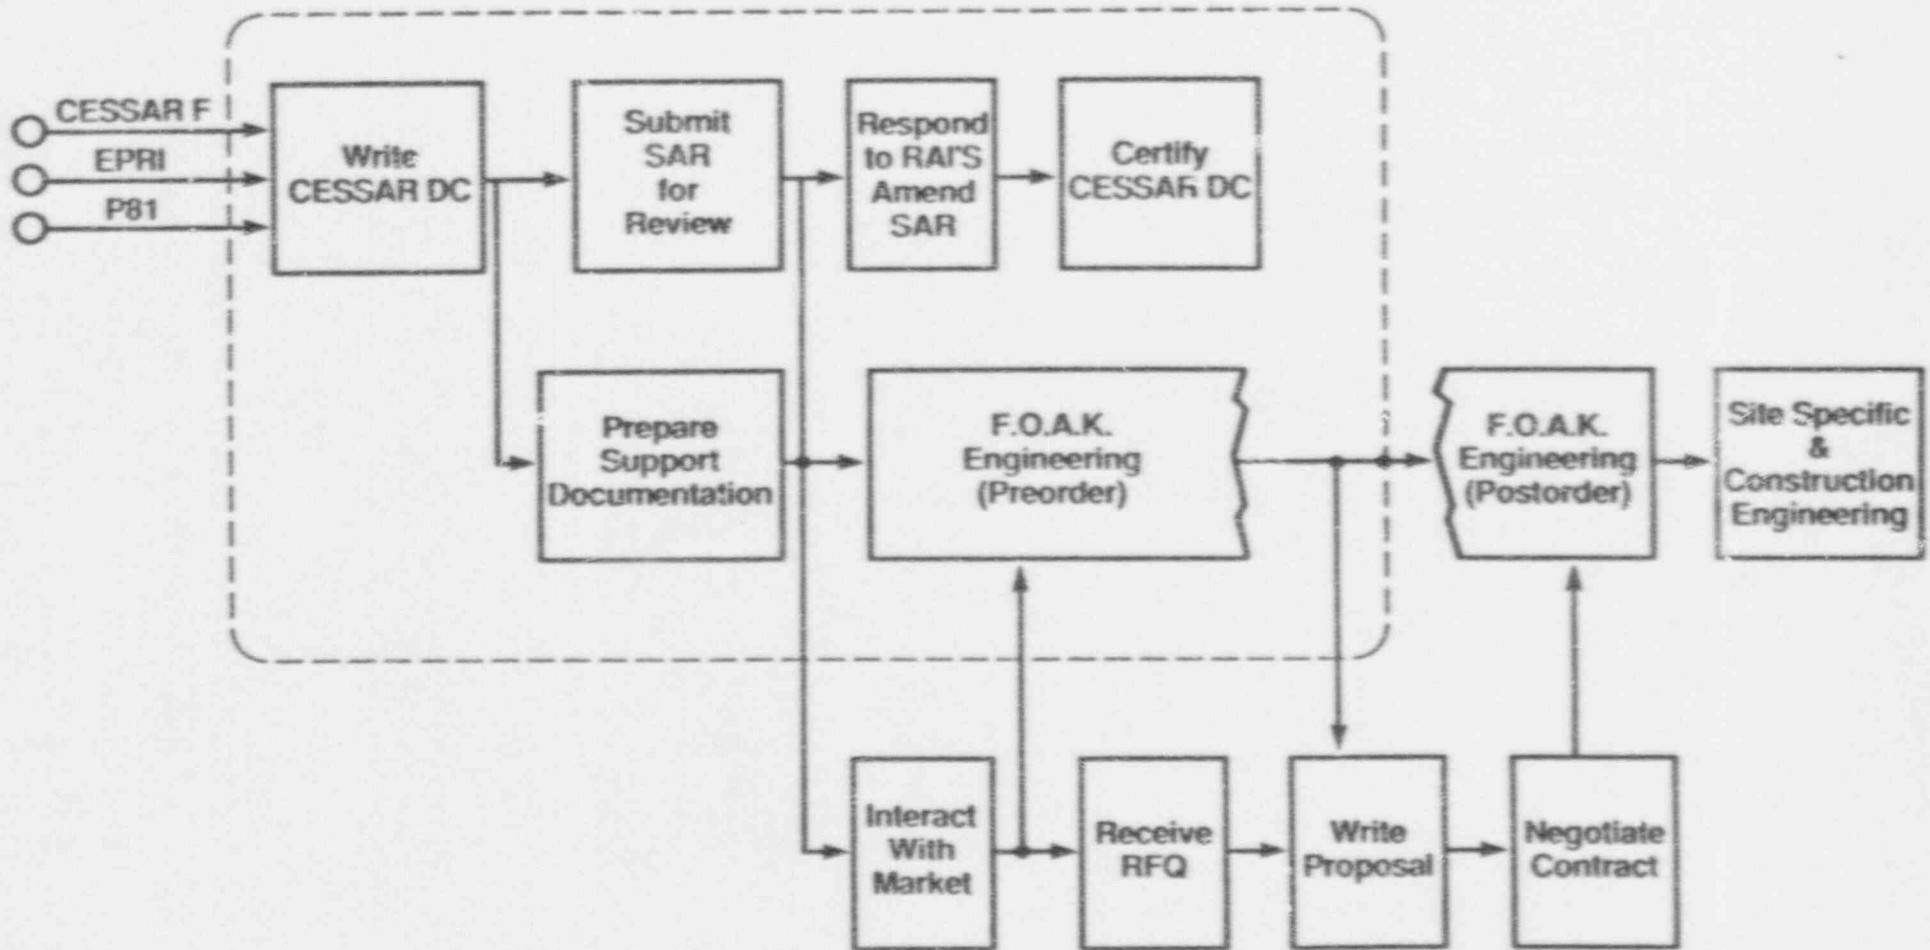 CESSAR F
EPRI
P81
Write
CESSAR DC
Submit
SAR
for
Review
Respond
to RAI'S
Amend
SAR
Certify
CESSAR DC
Prepare
Support
Documentation
F.O.A.K.
Engineering
(Preorder)
F.O.A.K.
Engineering
(Postorder)
Site Specific
&
Construction
Engineering
Interact
With
Market
Receive
RFQ
Write
Proposal
Negotiate
Contract